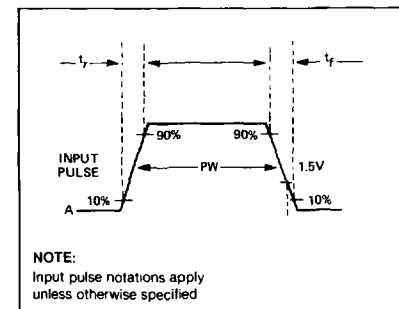 tr tf
90% 90%
INPUT
PULSE
PW
1.5V
10% 10%
A
NOTE:
Input pulse notations apply
unless otherwise specified